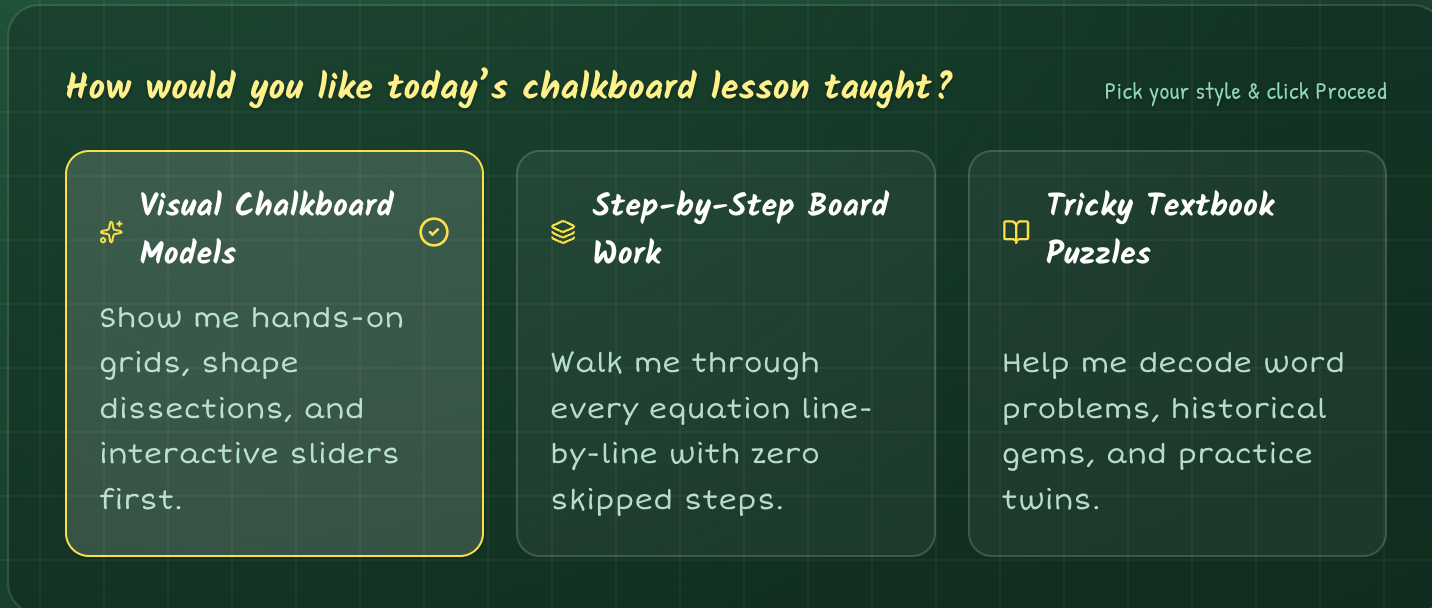 How would you like today’s chalkboard lesson taught?
Pick your style & click Proceed
Visual Chalkboard
Models
Show me hands-on
grids, shape
dissections, and
interactive sliders
first.
Step-by-Step Board
Work
Walk me through
every equation line-
by-line with zero
skipped steps.
Tricky Textbook
Puzzles
Help me decode word
problems, historical
gems, and practice
twins.